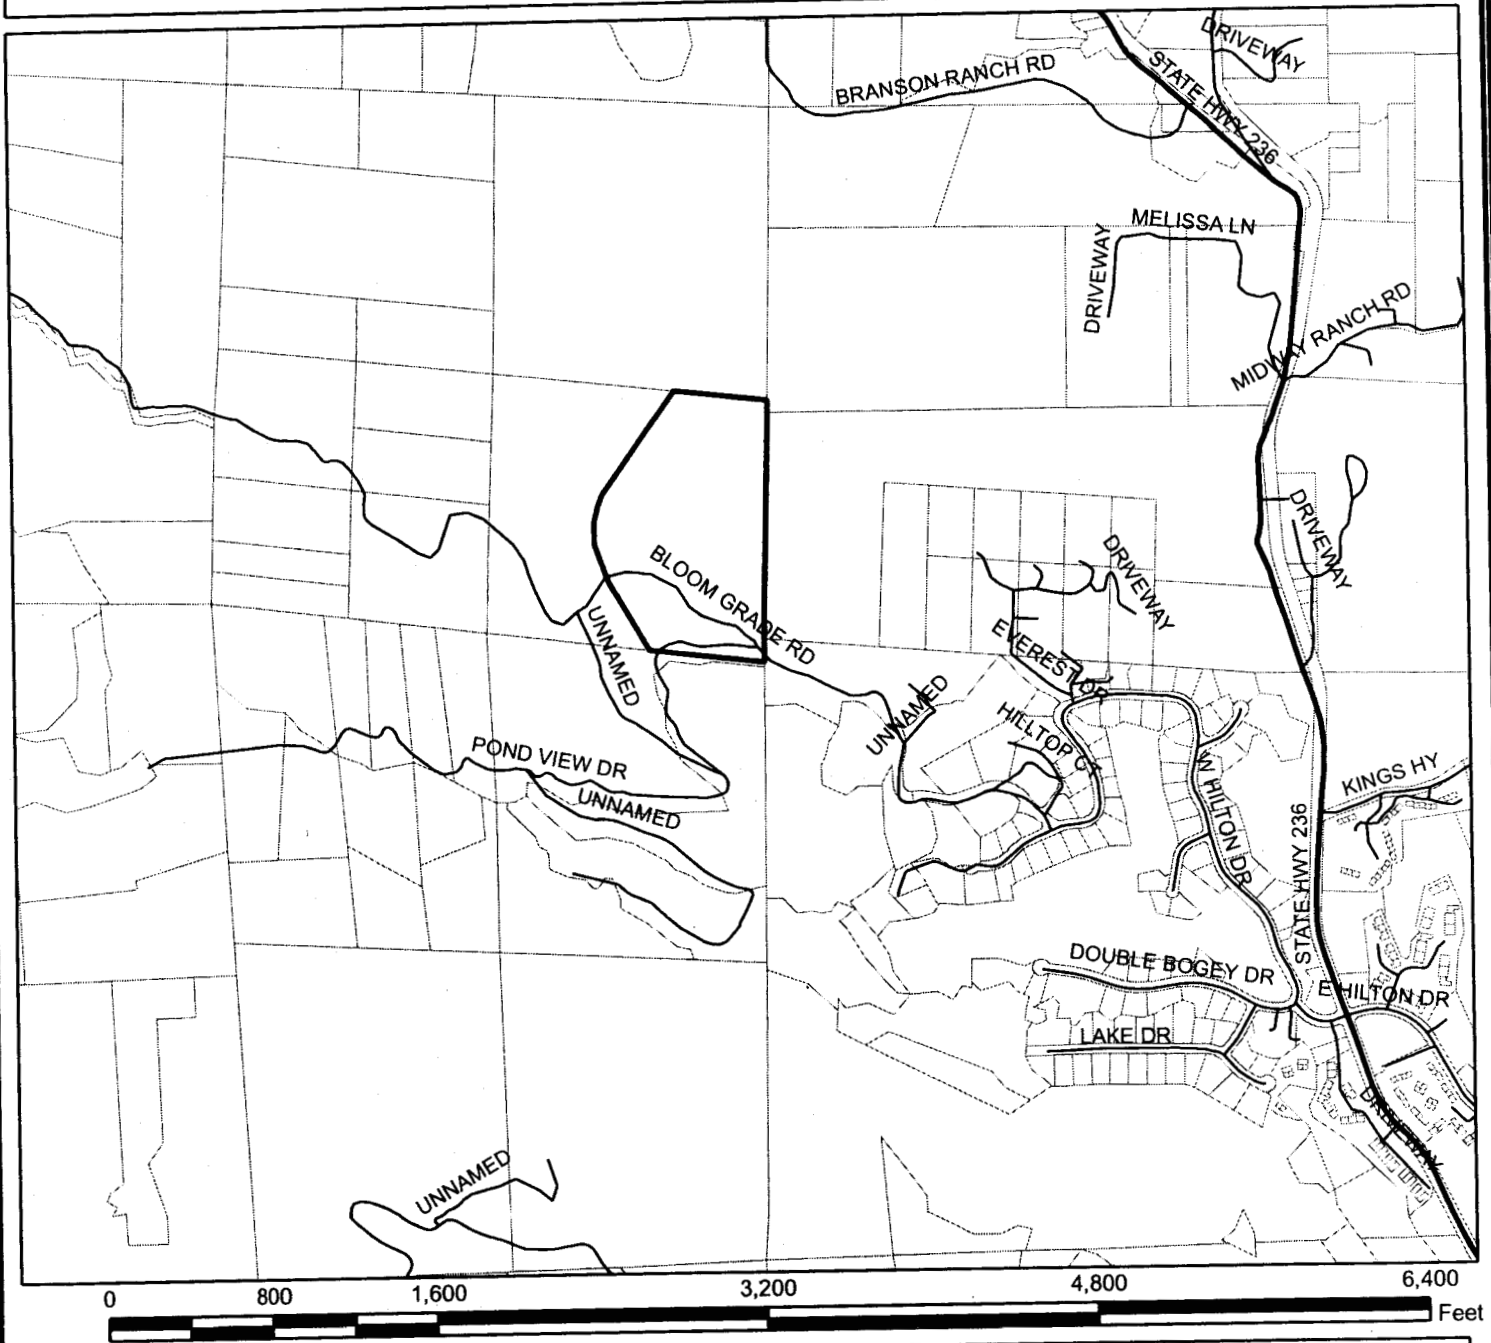 DRIVEWAY
BRANSON RANCH RD
STATE HWY 236
MELISSA LN
DRIVEWAY
MIDWAY RANCH RD
DRIVEWAY
DRIVEWAY
BLOOM GRADE RD
UNNAMED
EVEREST DR
UNNAMED
HILLTOP CT
POND VIEW DR
UNNAMED
W HILTON DR
KINGS HY
STATE HWY 236
DOUBLE BOGEY DR
E HILTON DR
LAKE DR
DRIVEWAY
UNNAMED
0 800 1,600 3,200 4,800 6,400
Feet